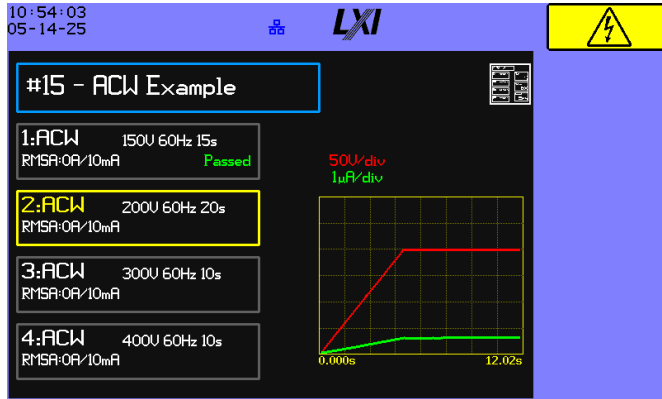 10:54:03
05-14-25
LXI
#15 - ACW Example
1:ACW 150V 60Hz 15s
RMSA:0A/10mA Passed
2:ACW 200V 60Hz 20s
RMSA:0A/10mA
3:ACW 300V 60Hz 10s
RMSA:0A/10mA
4:ACW 400V 60Hz 10s
RMSA:0A/10mA
50V/div
1µA/div
0.000s 12.02s